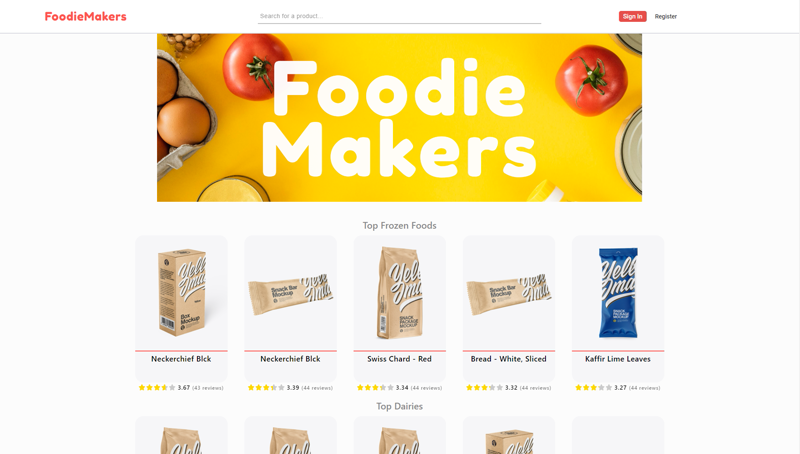 FoodieMakers
Search for a product...
Sign In
Register
Foodie
Makers
Top Frozen Foods
Box
Mockup
Snack Bar
Mockup
SNACK
PACKAGE
MOCKUP
Snack Bar
Mockup
SNACK
PACKAGE
MOCKUP
Neckerchief Blck
Neckerchief Blck
Swiss Chard - Red
Bread - White, Sliced
Kaffir Lime Leaves
3.67 (43 reviews)
3.39 (44 reviews)
3.34 (44 reviews)
3.32 (44 reviews)
3.27 (44 reviews)
Top Dairies